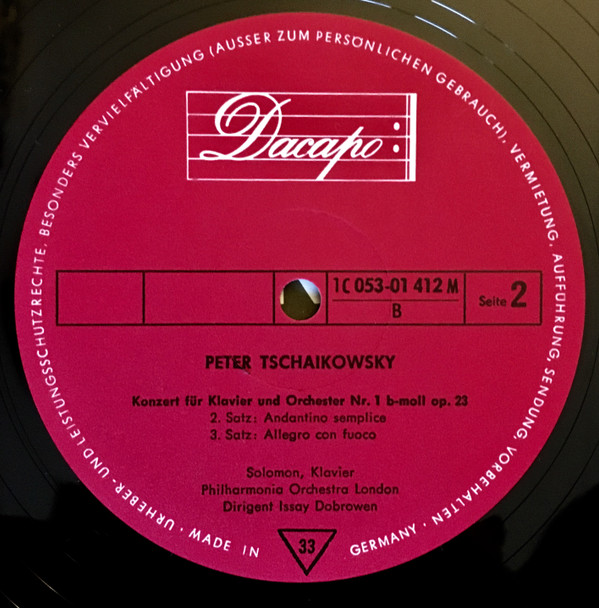 URHEBER- UND LEISTUNGSSCHUTZRECHTE, BESONDERS VERVIELFÄLTIGUNG (AUSSER ZUM PERSÖNLICHEN GEBRAUCH), VERMIETUNG, AUFFÜHRUNG, SENDUNG, VORBEHALTEN · MADE IN GERMANY ·
Dacapo
1C 053-01 412 M
B
Seite 2
PETER TSCHAIKOWSKY
Konzert für Klavier und Orchester Nr. 1 b-moll op. 23
2. Satz: Andantino semplice
3. Satz: Allegro con fuoco
Solomon, Klavier
Philharmonia Orchestra London
Dirigent Issay Dobrowen
33